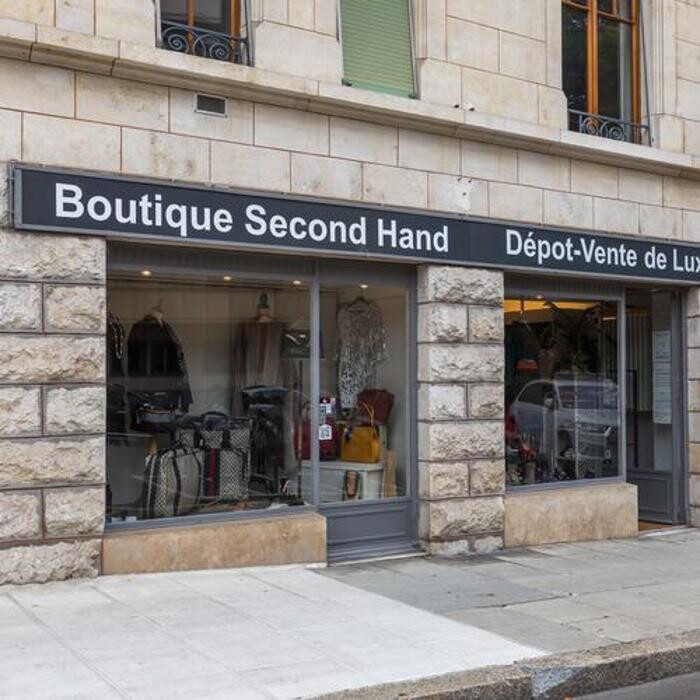 Boutique Second Hand
Dépot-Vente de Lux